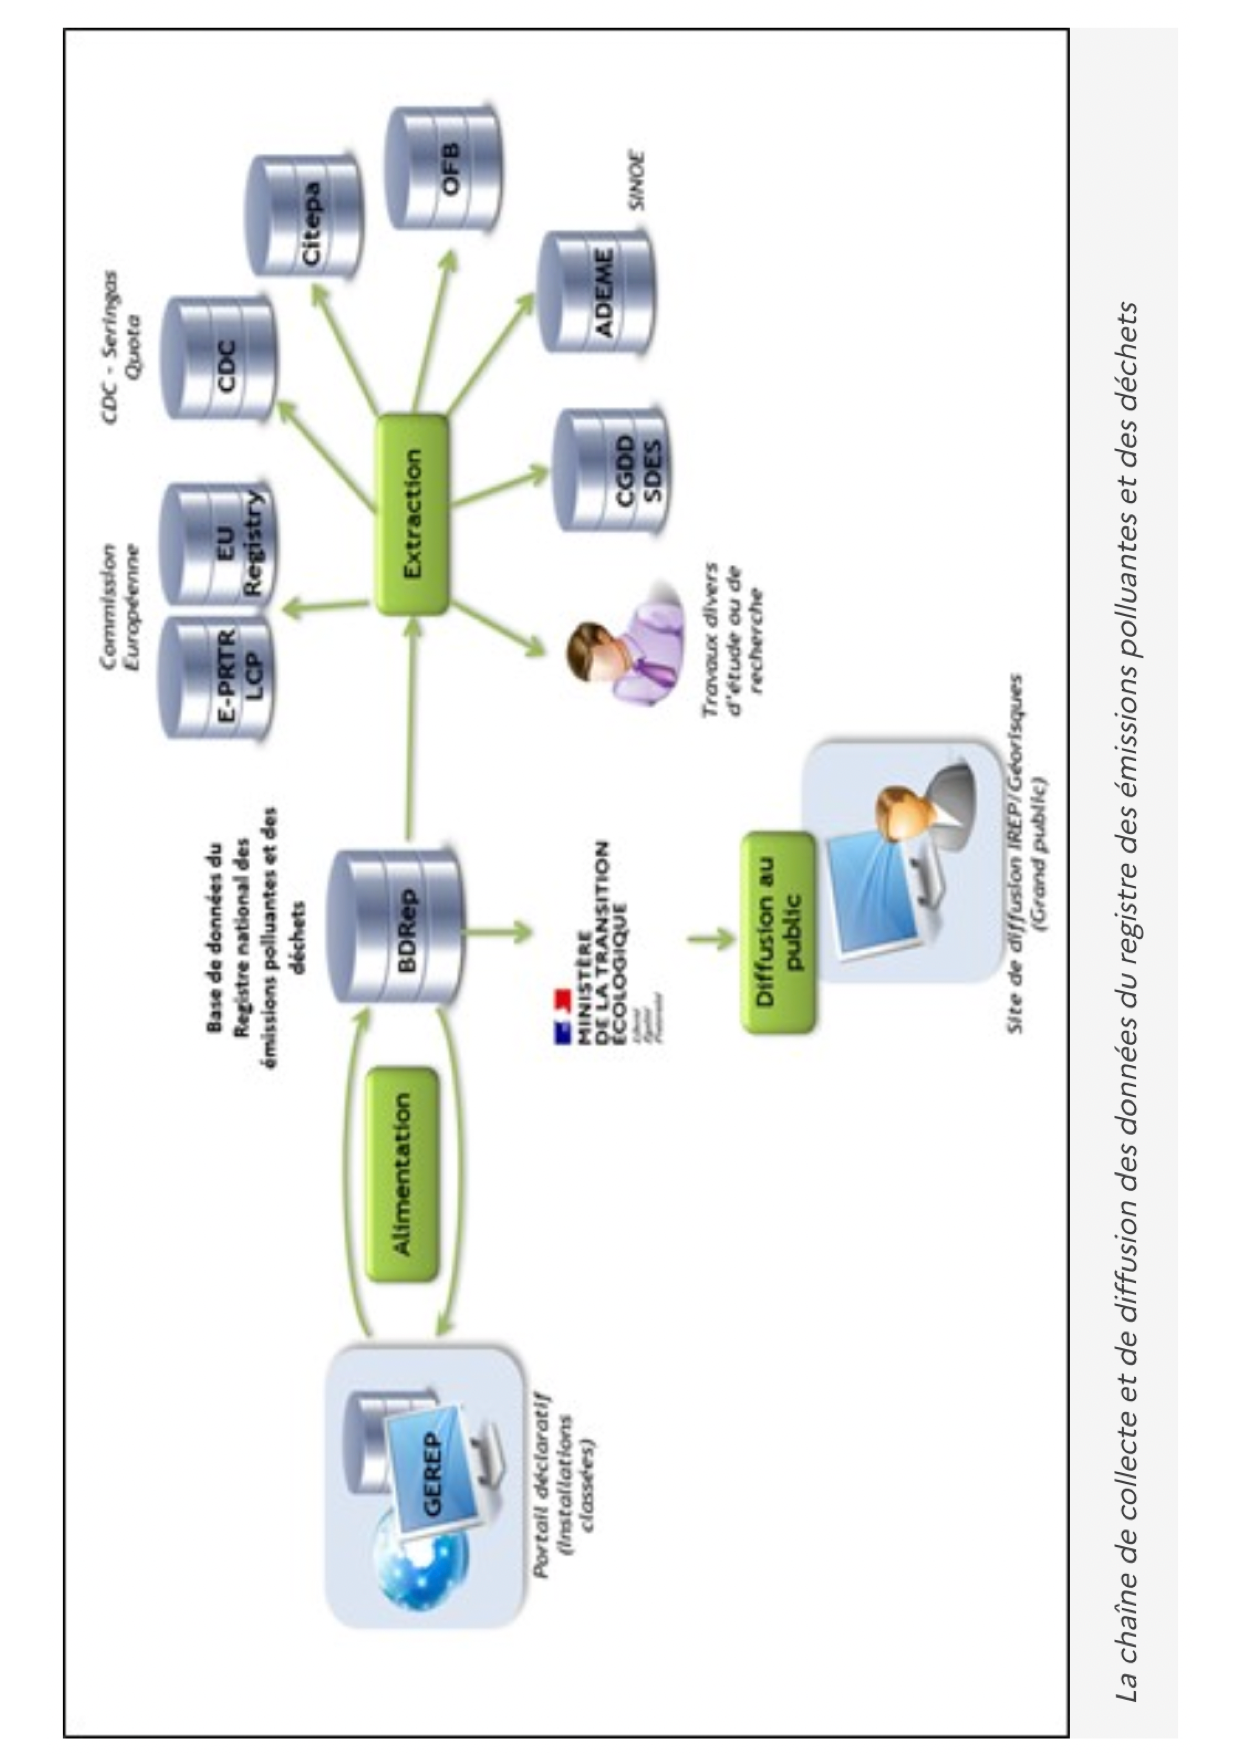 Commission
Européenne
CDC - Seringas
Quota
E-PRTR
LCP
EU
Registry
CDC
Citepa
OFB
SINOE
ADEME
CGDD
SDES
Extraction
Travaux divers
d'étude ou de
recherche
Base de données du
Registre national des
émissions polluantes et des
déchets
BDRep
Alimentation
GEREP
Portail déclaratif
(Installations
classées)
MINISTÈRE
DE LA TRANSITION
ÉCOLOGIQUE
Liberté
Égalité
Fraternité
Diffusion au
public
Site de diffusion IREP/Géorisques
(Grand public)
La chaîne de collecte et de diffusion des données du registre des émissions polluantes et des déchets